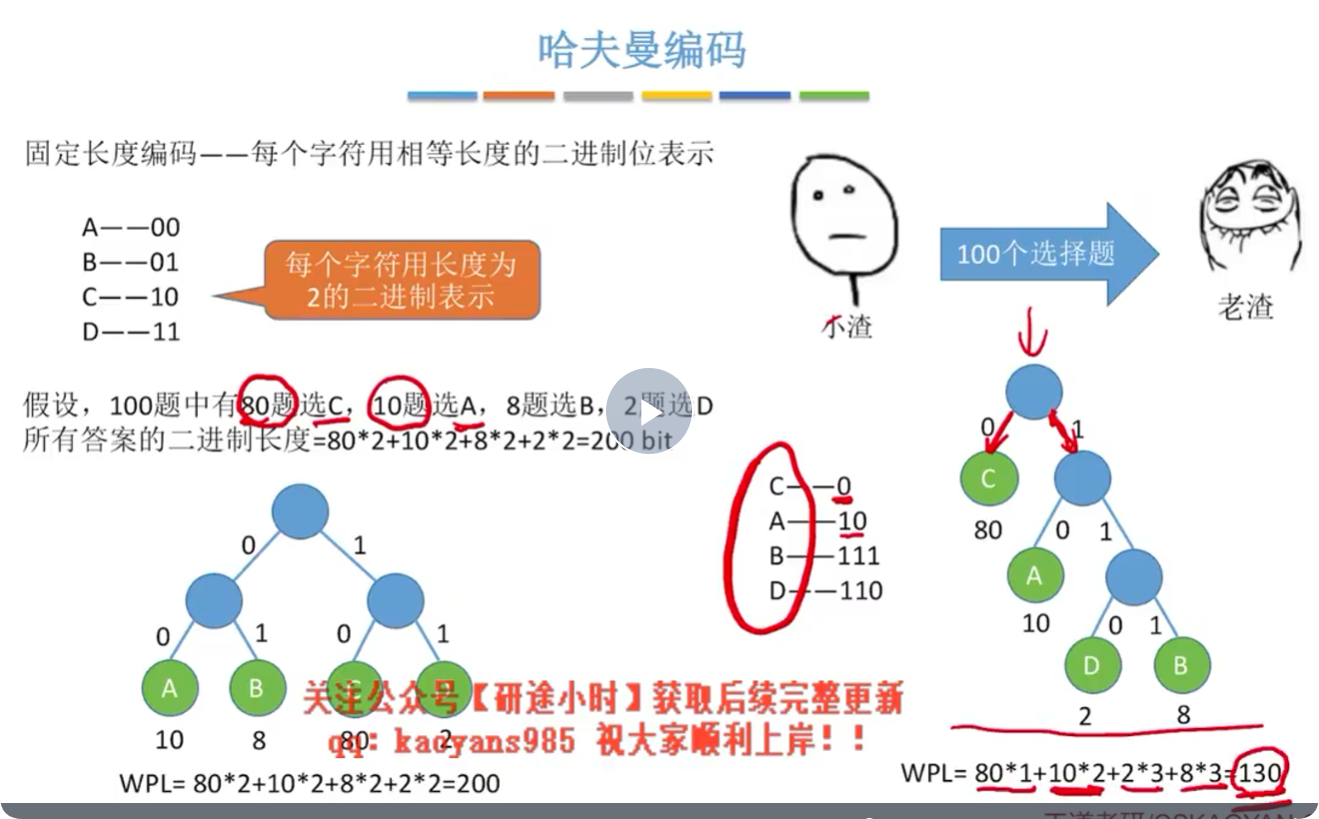 哈夫曼编码
固定长度编码——每个字符用相等长度的二进制位表示
A——00
B——01
C——10
D——11
每个字符用长度为
2的二进制表示
小渣
100个选择题
老渣
假设，100题中有80题选C，10题选A，8题选B，2题选D
所有答案的二进制长度=80*2+10*2+8*2+2*2=200 bit
0
1
0
1
0
1
A
B
C
D
10
8
80
2
WPL= 80*2+10*2+8*2+2*2=200
C——0
A——10
B——111
D——110
0
1
C
80
0
1
A
10
0
1
D
B
2
8
WPL= 80*1+10*2+2*3+8*3=130
关注公众号【研途小时】获取后续完整更新
qq: kaoyans985 祝大家顺利上岸！！